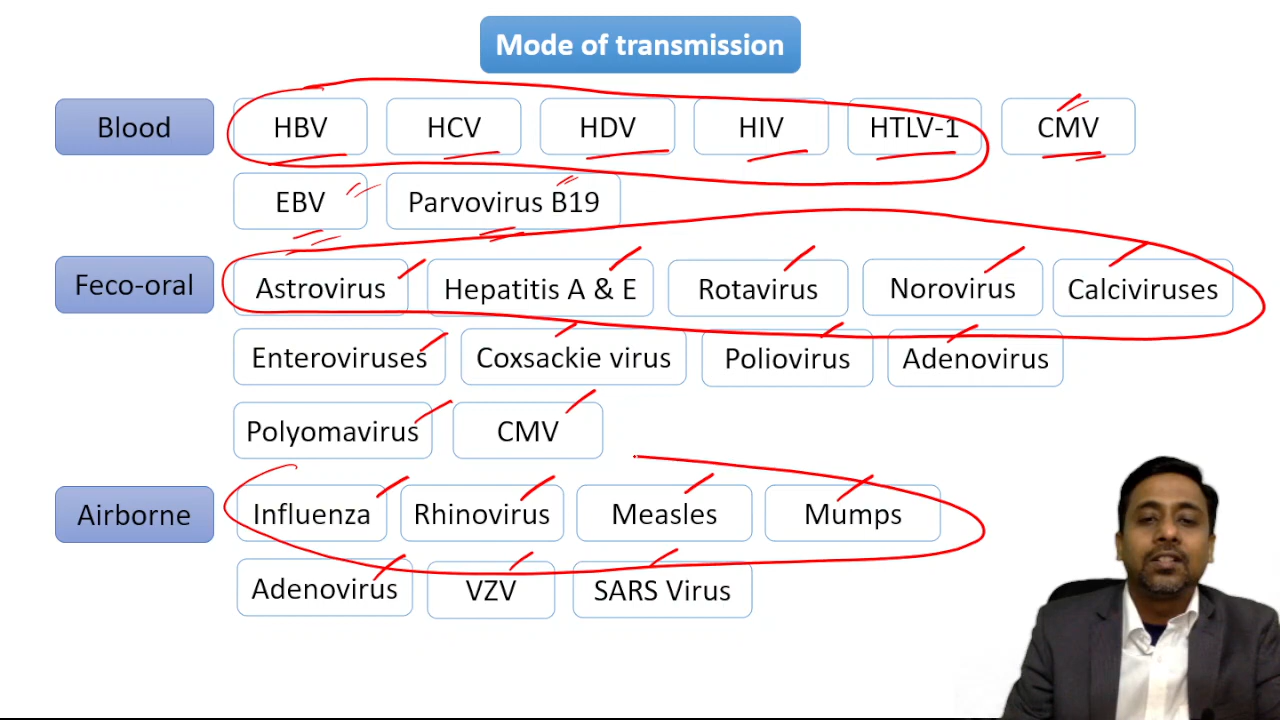 Mode of transmission
Blood HBV HCV HDV HIV HTLV-1 CMV
EBV Parvovirus B19
Feco-oral Astrovirus Hepatitis A & E Rotavirus Norovirus Calciviruses
Enteroviruses Coxsackie virus Poliovirus Adenovirus
Polyomavirus CMV
Airborne Influenza Rhinovirus Measles Mumps
Adenovirus VZV SARS Virus